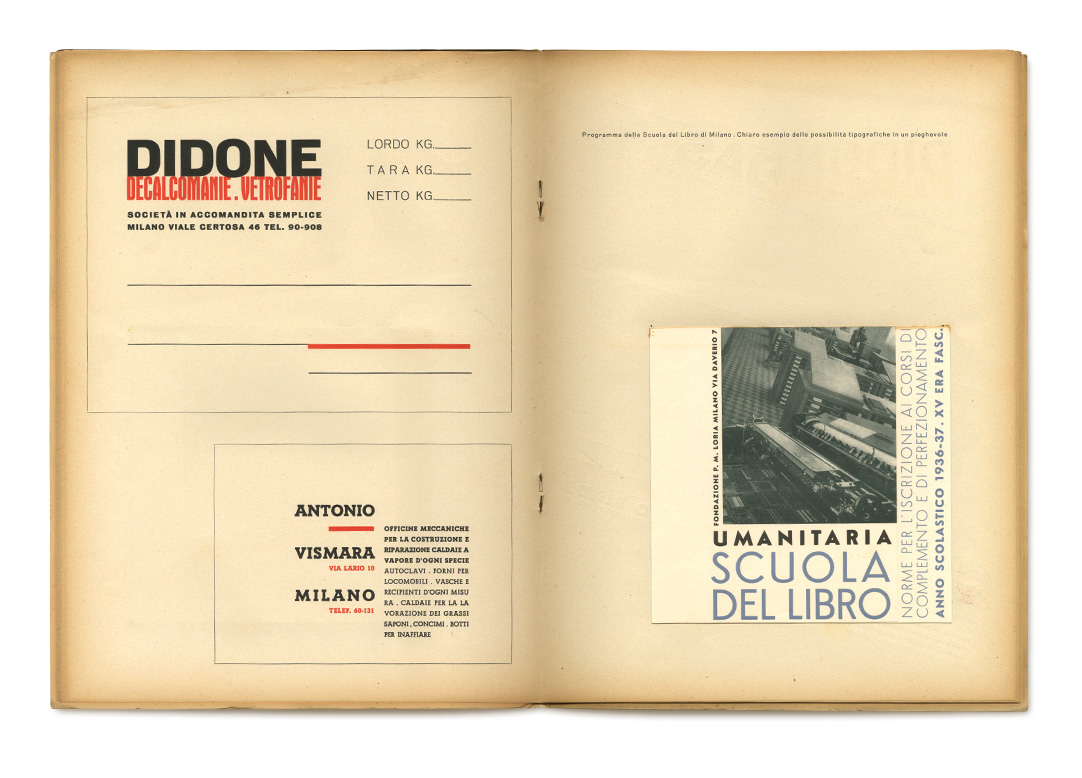 DIDONE
DECALCOMANIE . VETROFANIE
SOCIETÀ IN ACCOMANDITA SEMPLICE
MILANO VIALE CERTOSA 46 TEL. 90-908
LORDO KG.
TARA KG.
NETTO KG.
ANTONIO
VISMARA
VIA LARIO 10
MILANO
TELEF. 60-131
OFFICINE MECCANICHE
PER LA COSTRUZIONE E
RIPARAZIONE CALDAIE A
VAPORE D'OGNI SPECIE
AUTOCLAVI . FORNI PER
LOCOMOBILI . VASCHE E
RECIPIENTI D'OGNI MISU
RA . CALDAIE PER LA LA
VORAZIONE DEI GRASSI
SAPONI, CONCIMI . BOTTI
PER INAFFIARE
Programma della Scuola del Libro di Milano . Chiaro esempio delle possibilità tipografiche in un pieghevole
FONDAZIONE P. M. LORIA MILANO VIA DAVERIO 7
UMANITARIA
SCUOLA
DEL LIBRO
NORME PER L'ISCRIZIONE AI CORSI DI
COMPLEMENTO E DI PERFEZIONAMENTO
ANNO SCOLASTICO 1936-37. XV ERA FASC.